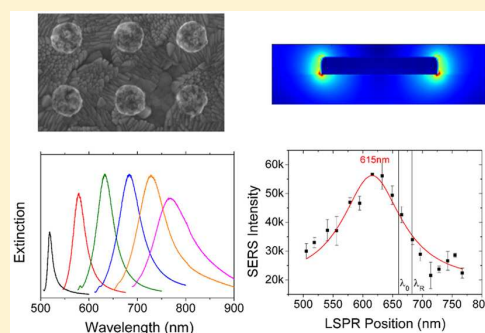 Extinction
500 600 700 800 900
Wavelength (nm)
615nm
SERS Intensity
60k
50k
40k
30k
20k
λ0 λR
500 550 600 650 700 750 800
LSPR Position (nm)